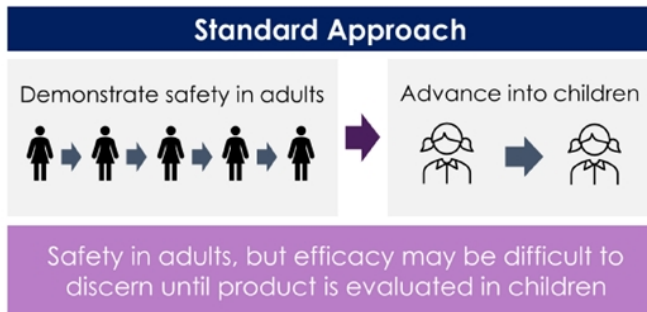 Standard Approach
Demonstrate safety in adults
Advance into children
Safety in adults, but efficacy may be difficult to
discern until product is evaluated in children